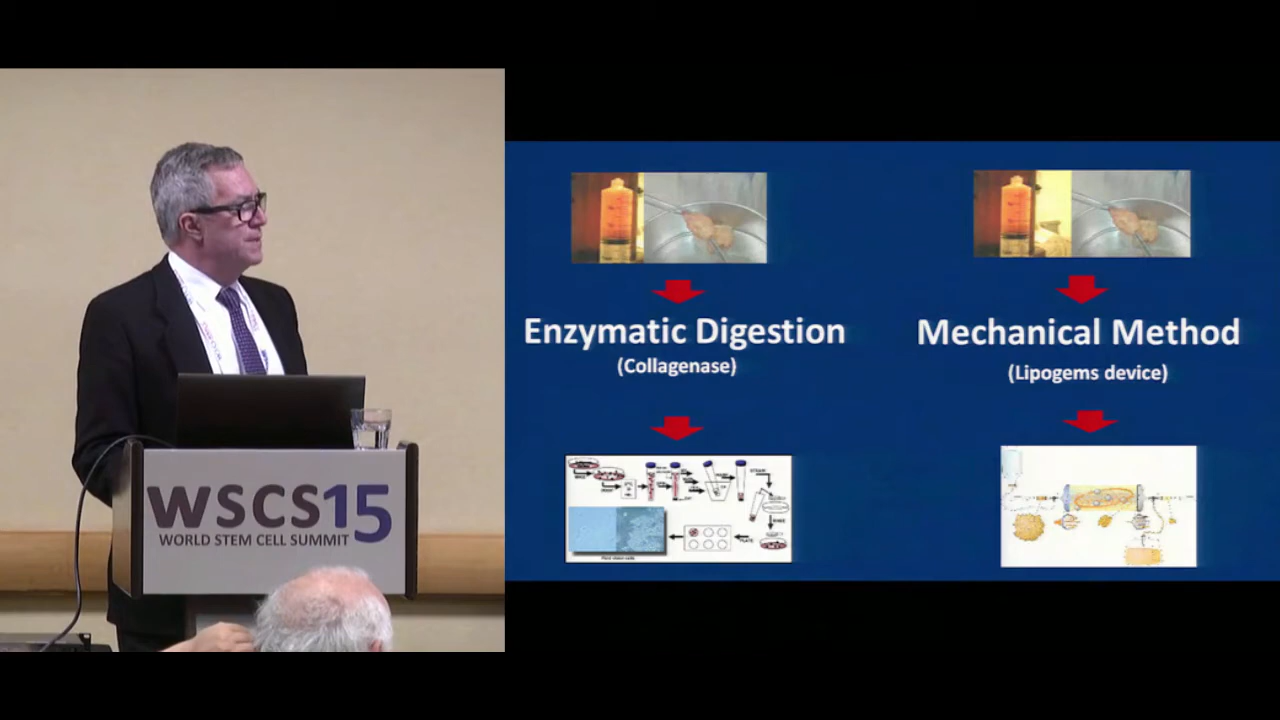 WSCS15
WORLD STEM CELL SUMMIT
Enzymatic Digestion
(Collagenase)
Mechanical Method
(Lipogems device)